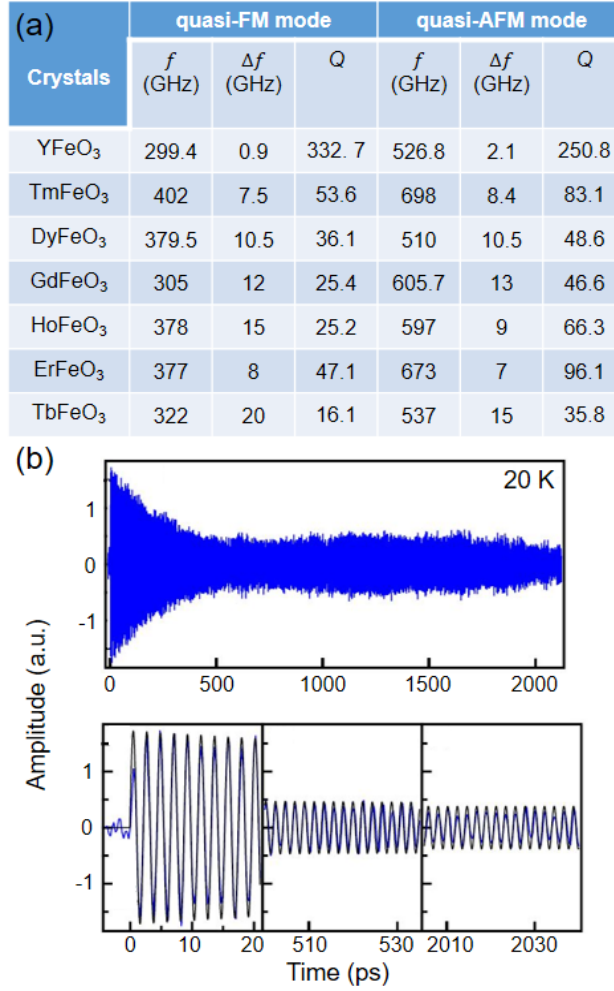 (a)
quasi-FM mode quasi-AFM mode
Crystals f (GHz) Δf (GHz) Q f (GHz) Δf (GHz) Q
YFeO₃ 299.4 0.9 332. 7 526.8 2.1 250.8
TmFeO₃ 402 7.5 53.6 698 8.4 83.1
DyFeO₃ 379.5 10.5 36.1 510 10.5 48.6
GdFeO₃ 305 12 25.4 605.7 13 46.6
HoFeO₃ 378 15 25.2 597 9 66.3
ErFeO₃ 377 8 47.1 673 7 96.1
TbFeO₃ 322 20 16.1 537 15 35.8
(b)
20 K
1
0
-1
0 500 1000 1500 2000
Amplitude (a.u.)
1
0
-1
0 10 20 510 530 2010 2030
Time (ps)